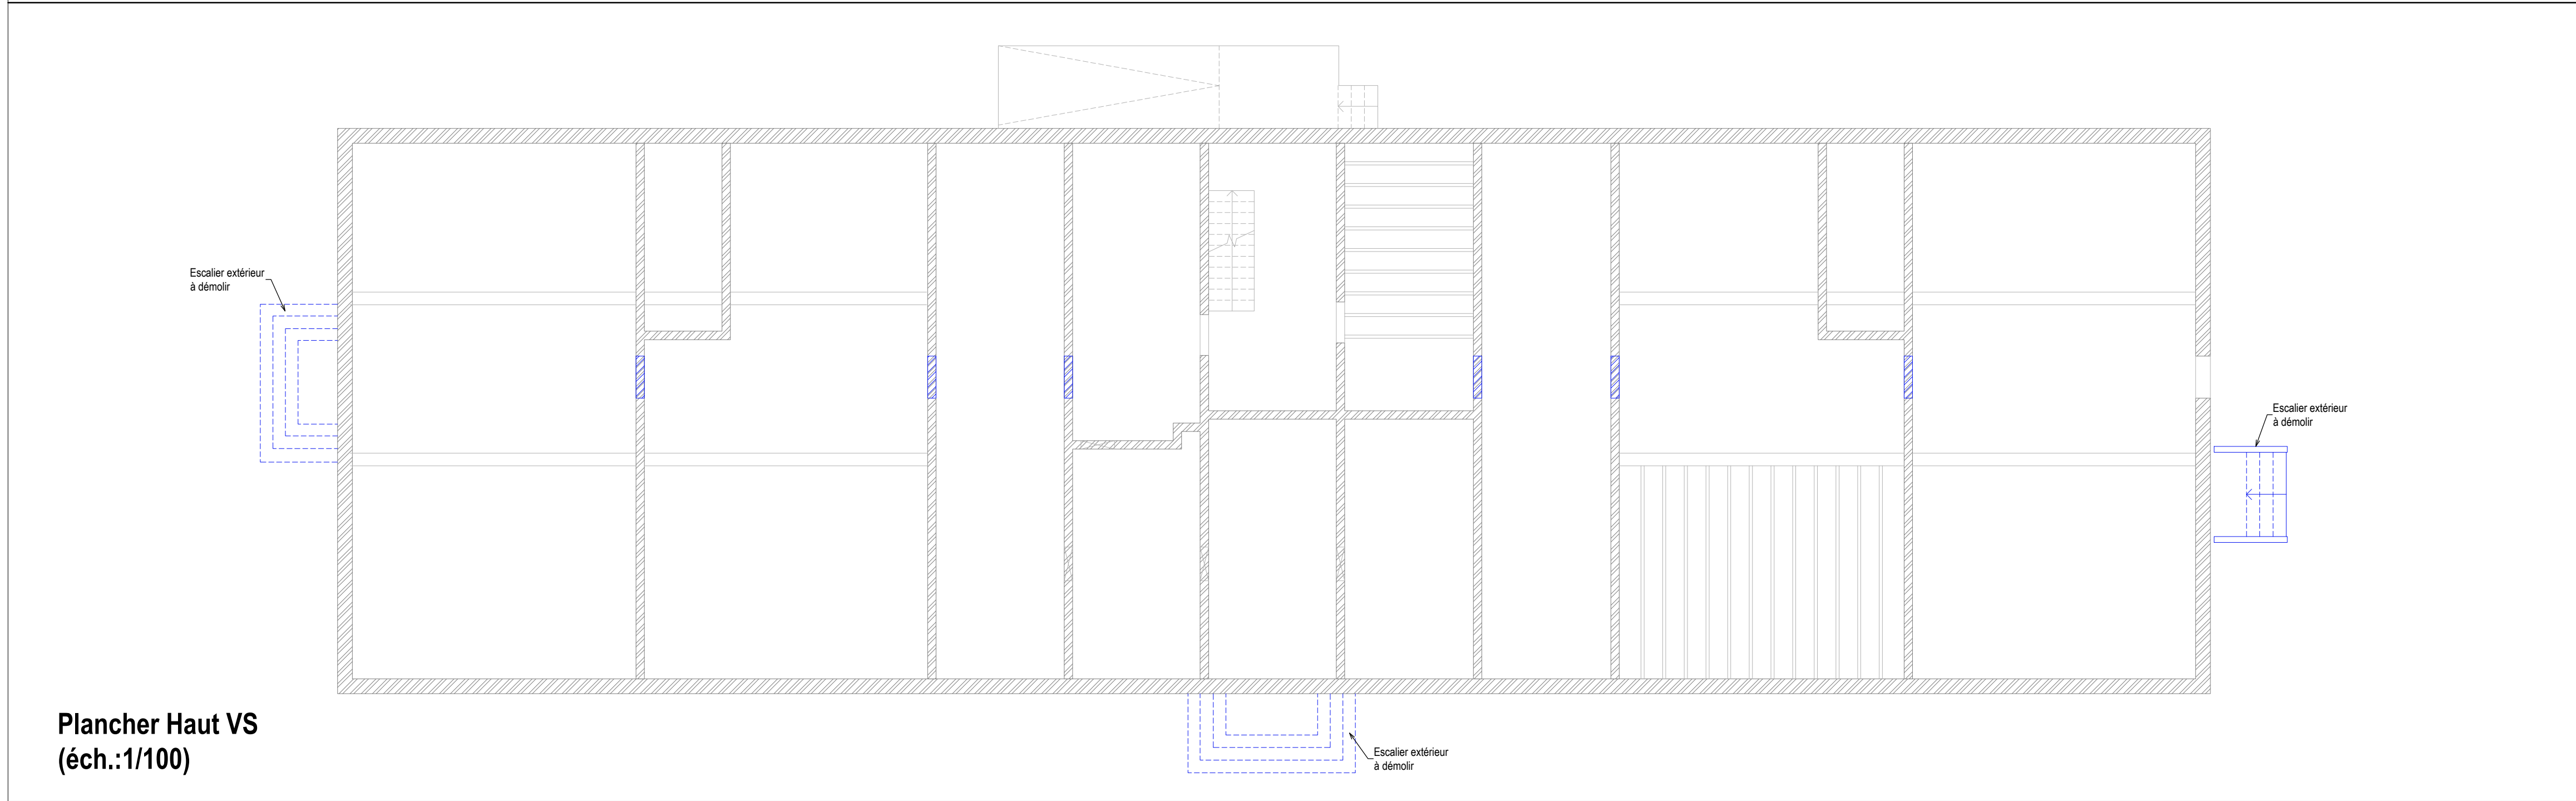 Escalier extérieur
à démolir
Escalier extérieur
à démolir
Plancher Haut VS
(éch.:1/100)
Escalier extérieur
à démolir